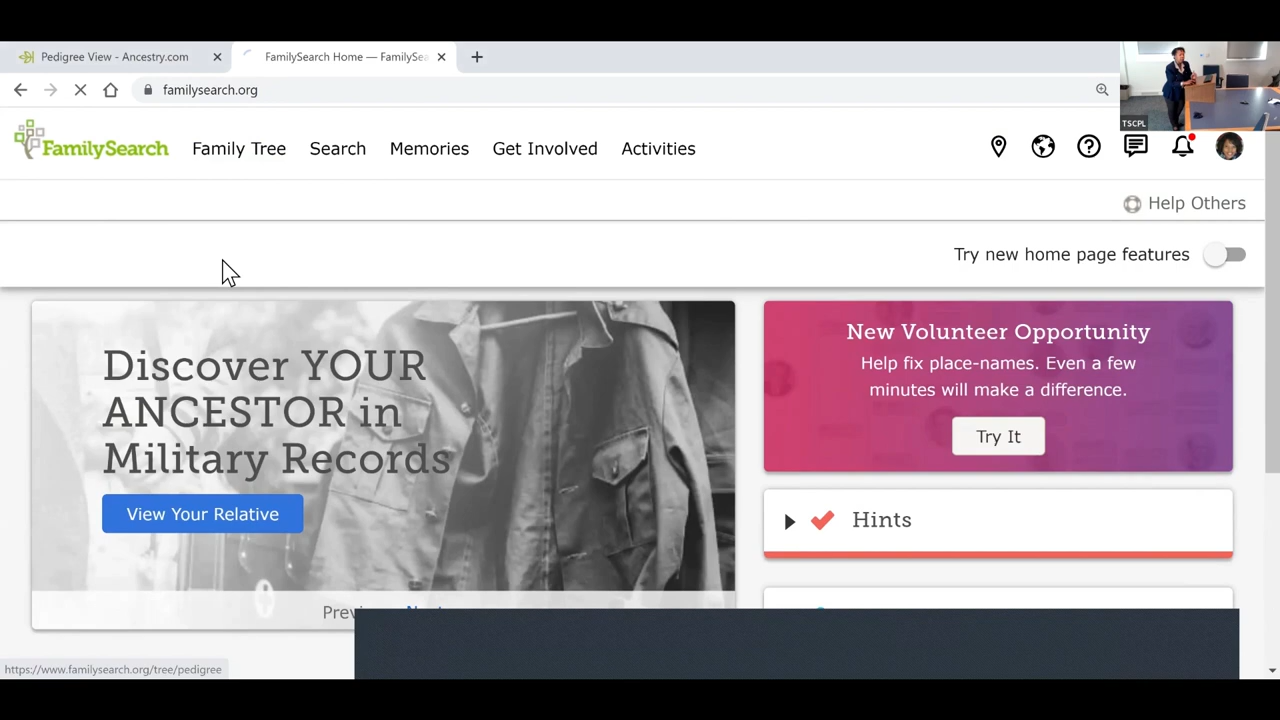 Pedigree View - Ancestry.com
FamilySearch Home — FamilySea
familysearch.org
TSCPL
FamilySearch
Family Tree Search Memories Get Involved Activities
Help Others
Try new home page features
Discover YOUR
ANCESTOR in
Military Records
View Your Relative
New Volunteer Opportunity
Help fix place-names. Even a few
minutes will make a difference.
Try It
Hints
https://www.familysearch.org/tree/pedigree